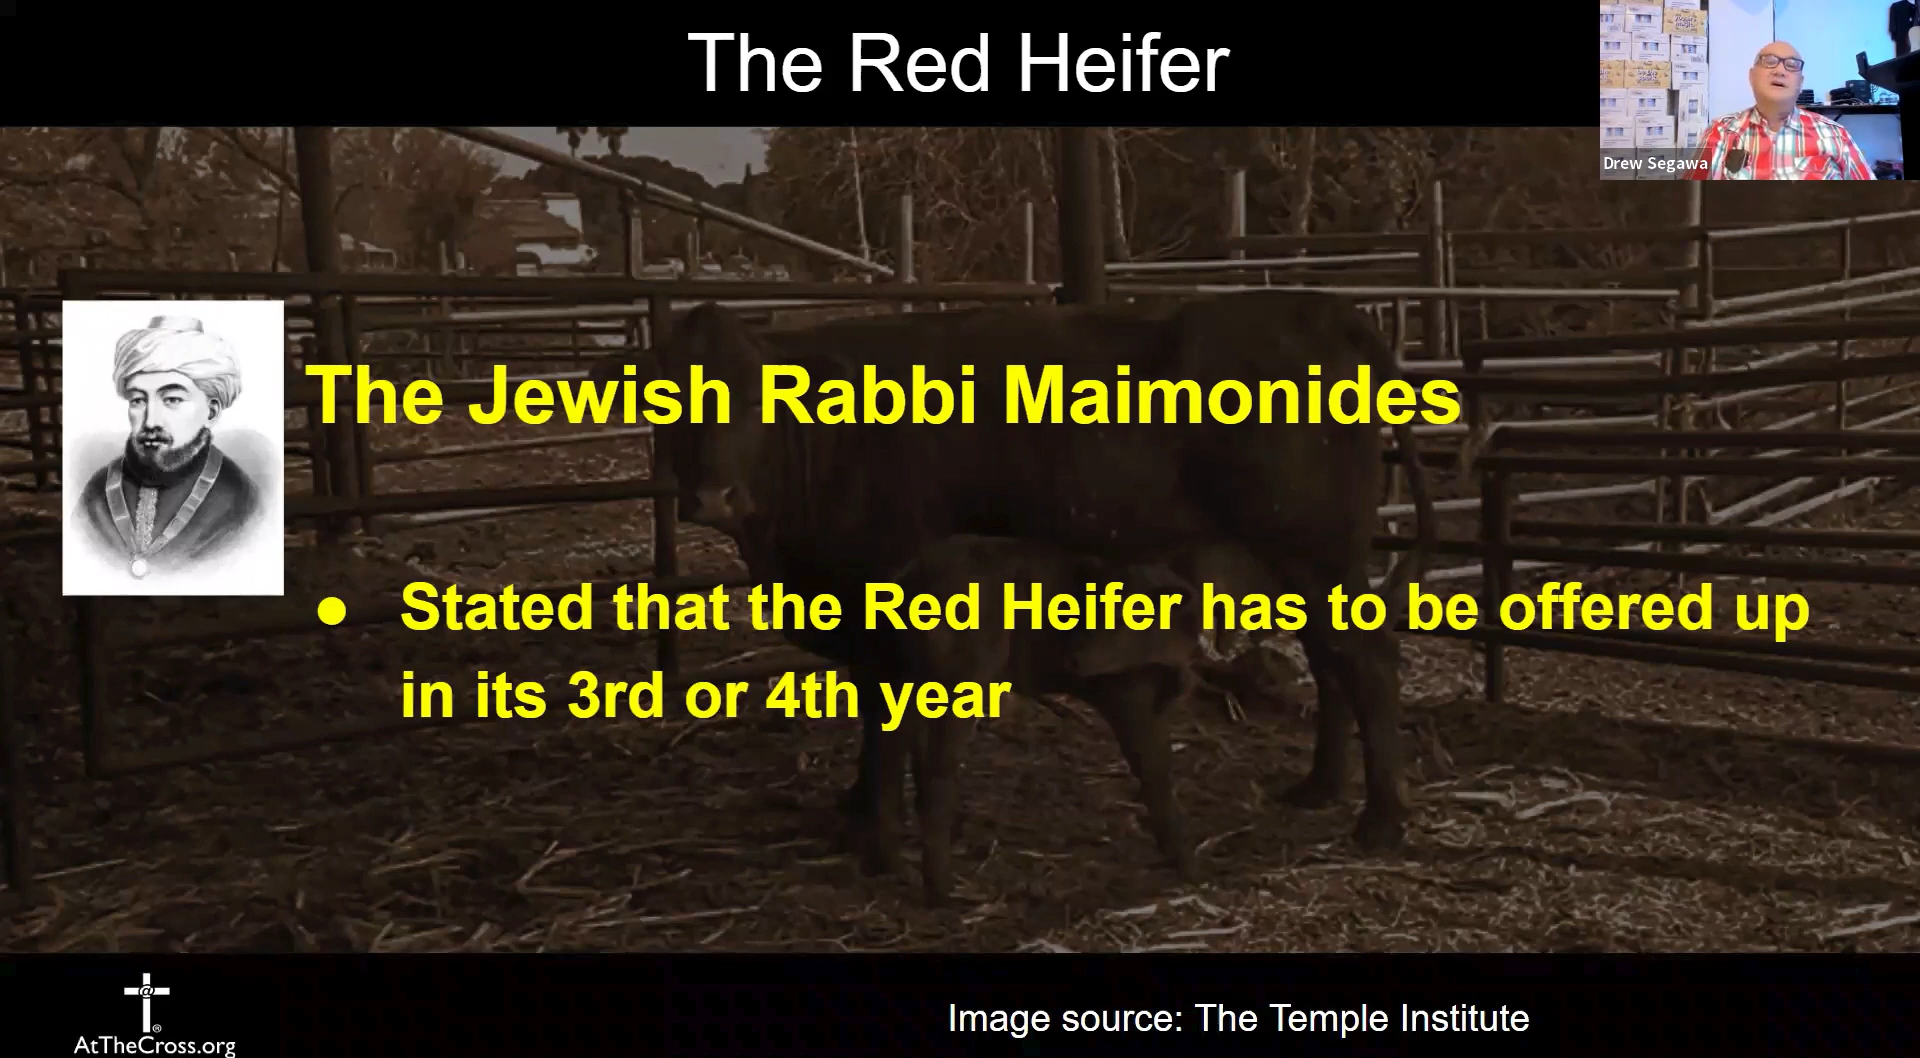 The Red Heifer
Drew Segawa
The Jewish Rabbi Maimonides
● Stated that the Red Heifer has to be offered up
in its 3rd or 4th year
@
®
AtTheCross.org
Image source: The Temple Institute